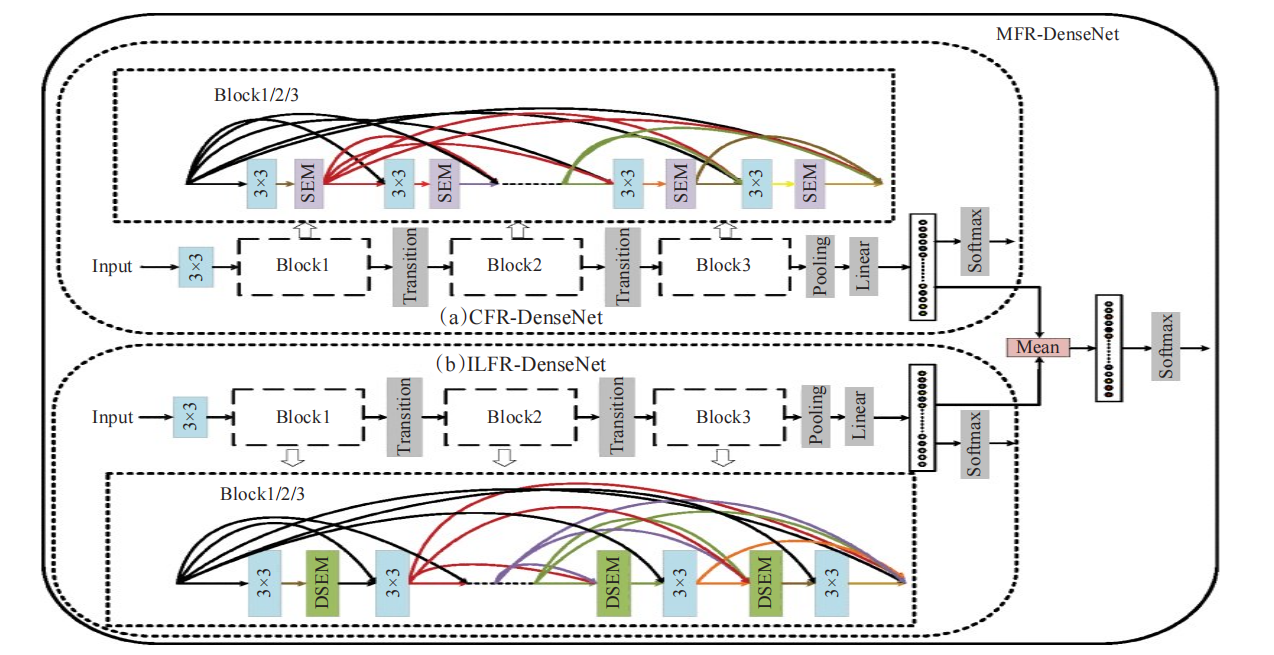 MFR-DenseNet
Block1/2/3
3×3
SEM
3×3
SEM
3×3
SEM
3×3
SEM
Input
3×3
Block1
Transition
Block2
Transition
Block3
Pooling
Linear
Softmax
(a)CFR-DenseNet
Mean
Softmax
(b)ILFR-DenseNet
Input
3×3
Block1
Transition
Block2
Transition
Block3
Pooling
Linear
Softmax
Block1/2/3
3×3
DSEM
3×3
DSEM
3×3
DSEM
3×3